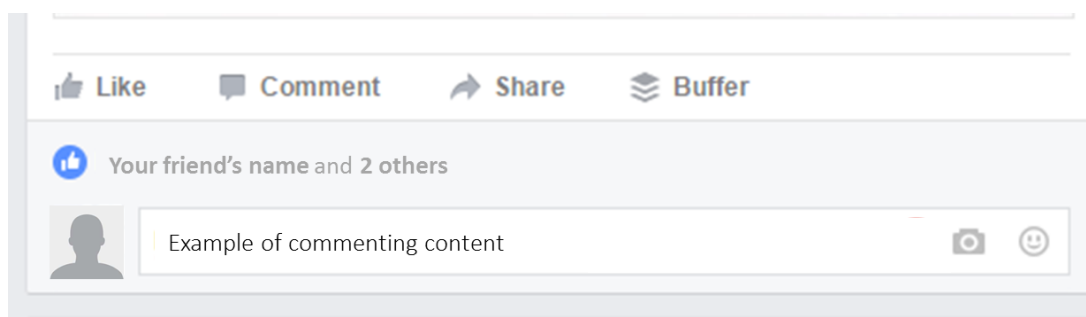 Like Comment Share Buffer
Your friend’s name and 2 others
Example of commenting content